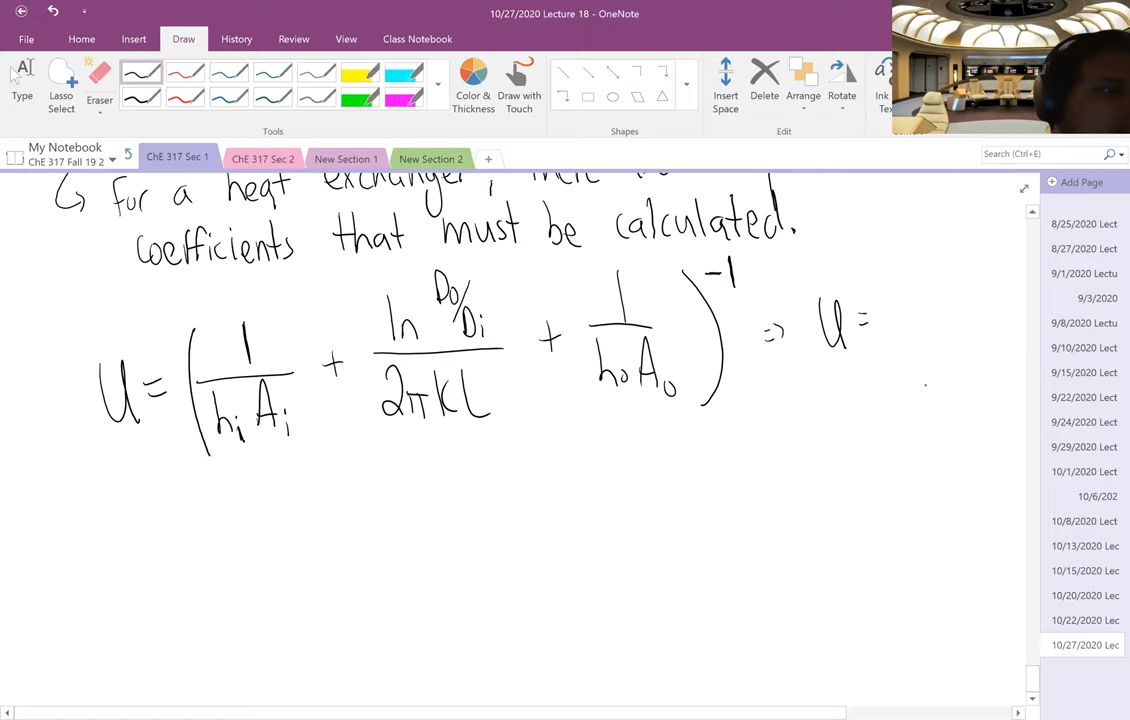 10/27/2020 Lecture 18 - OneNote
File Home Insert Draw History Review View Class Notebook
Type Lasso Select Eraser Color & Thickness Draw with Touch Insert Space Delete Arrange Rotate Ink
Tools Shapes Edit
My Notebook
ChE 317 Fall 19 2
ChE 317 Sec 1 ChE 317 Sec 2 New Section 1 New Section 2 +
Search (Ctrl+E)
Add Page
8/25/2020 Lect
8/27/2020 Lect
9/1/2020 Lectu
9/3/2020
9/8/2020 Lectu
9/10/2020 Lect
9/15/2020 Lect
9/22/2020 Lect
9/24/2020 Lect
9/29/2020 Lect
10/1/2020 Lect
10/6/202
10/8/2020 Lect
10/13/2020 Lec
10/15/2020 Lec
10/20/2020 Lec
10/22/2020 Lec
10/27/2020 Lec
↳ for a heat exchanger,
coefficients that must be calculated.
U = (1/(hᵢAᵢ) + ln(Do/Di)/(2πkL) + 1/(hₒAₒ))⁻¹ ⇒ U =